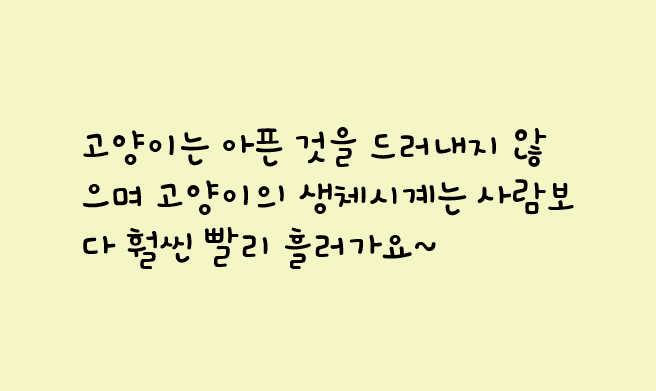 고양이는 아픈 것을 드러내지 않
으며 고양이의 생체시계는 사람보
다 훨씬 빨리 흘러가요~